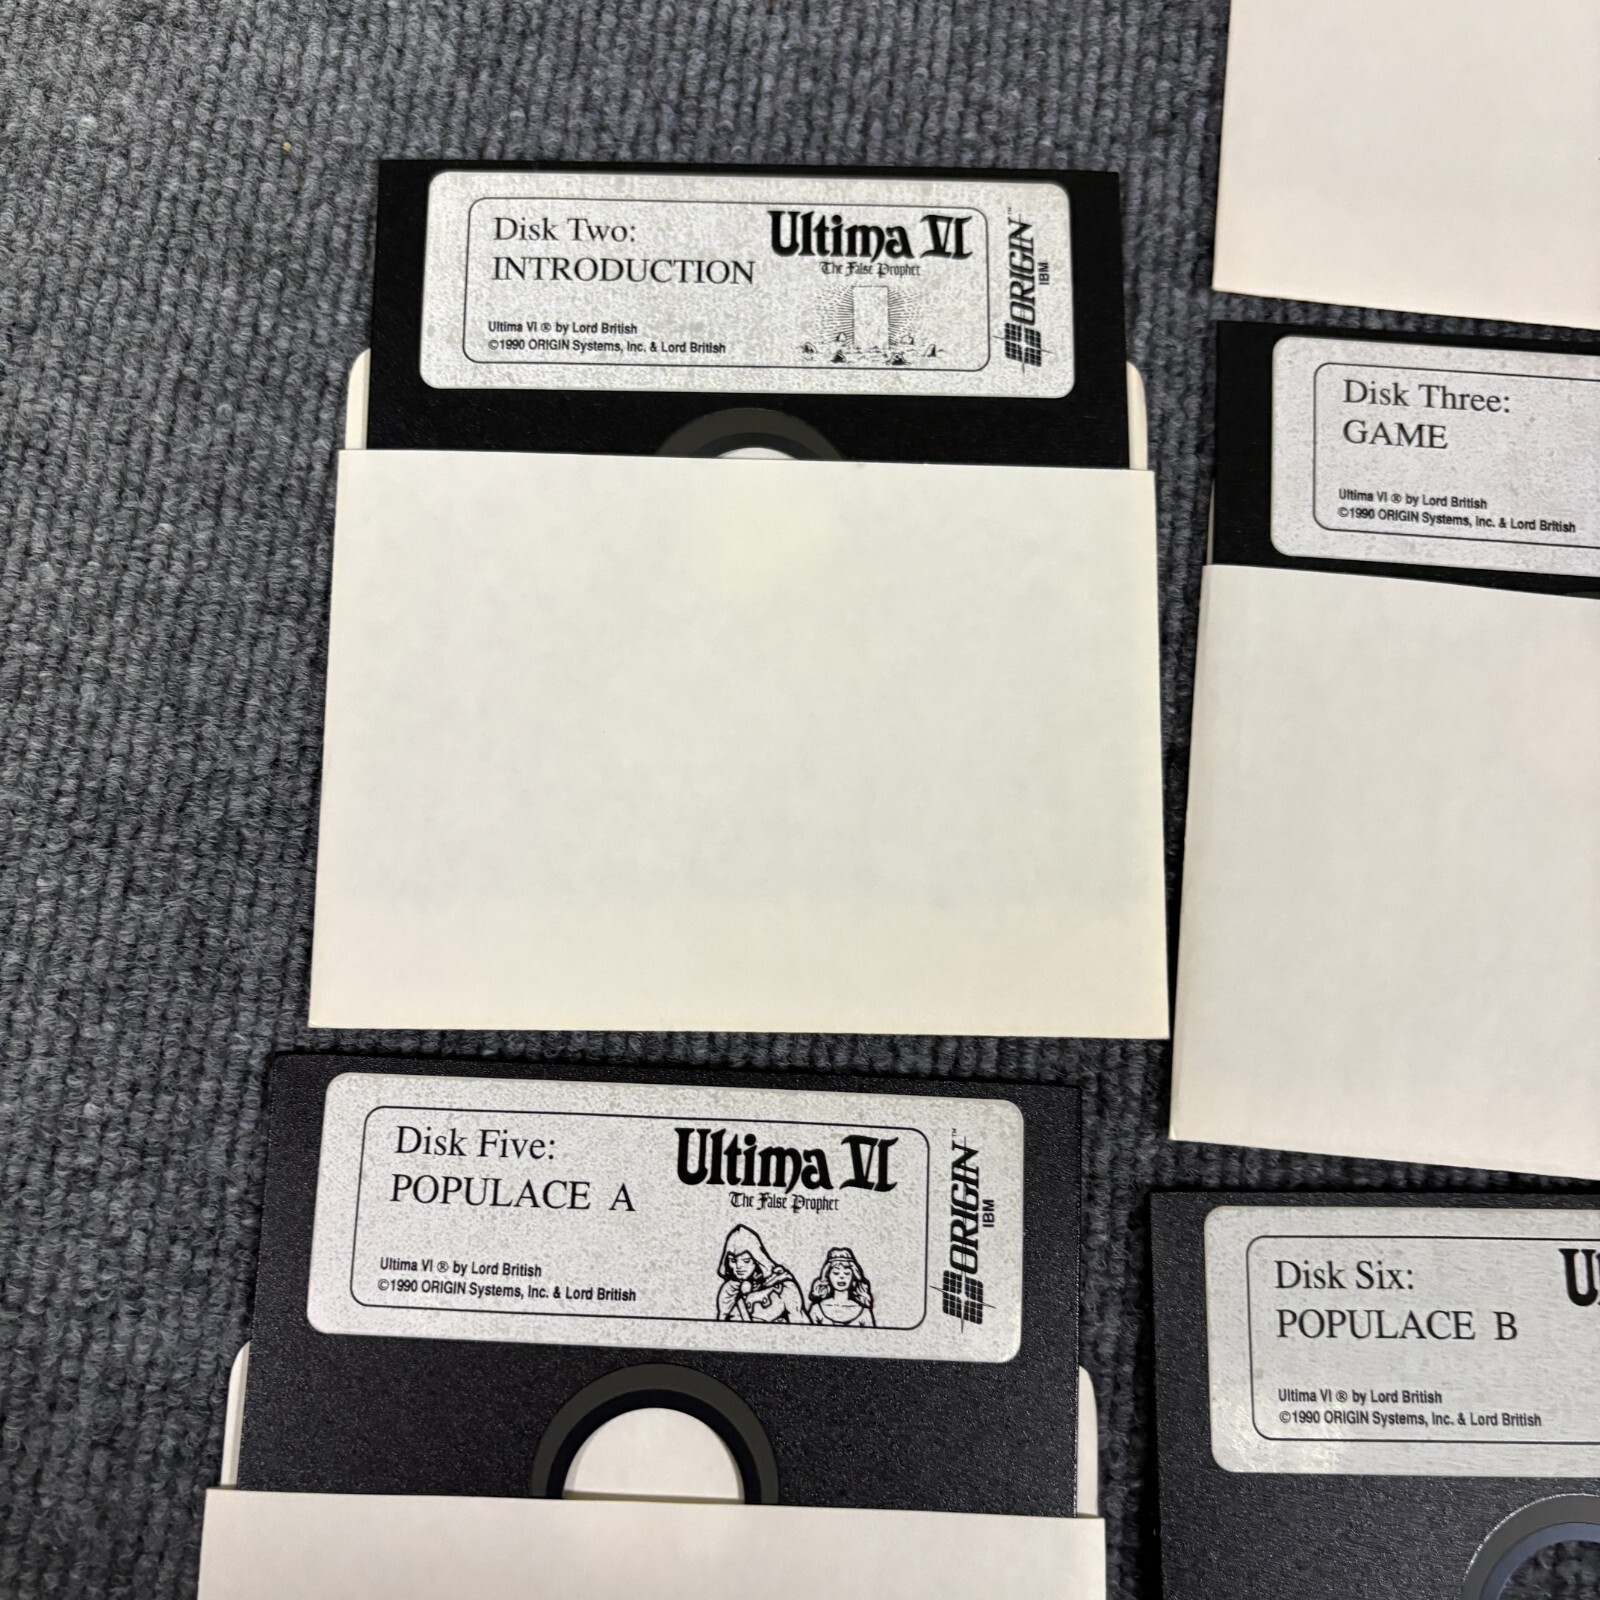 Disk Two:
INTRODUCTION
Ultima VI
The False Prophet
Ultima VI ® by Lord British
©1990 ORIGIN Systems, Inc. & Lord British
ORIGIN™
IBM
Disk Three:
GAME
Ultima VI ® by Lord British
©1990 ORIGIN Systems, Inc. & Lord British
Disk Five:
POPULACE A
Ultima VI
The False Prophet
Ultima VI ® by Lord British
©1990 ORIGIN Systems, Inc. & Lord British
ORIGIN™
IBM
Disk Six:
POPULACE B
Ultima VI ® by Lord British
©1990 ORIGIN Systems, Inc. & Lord British